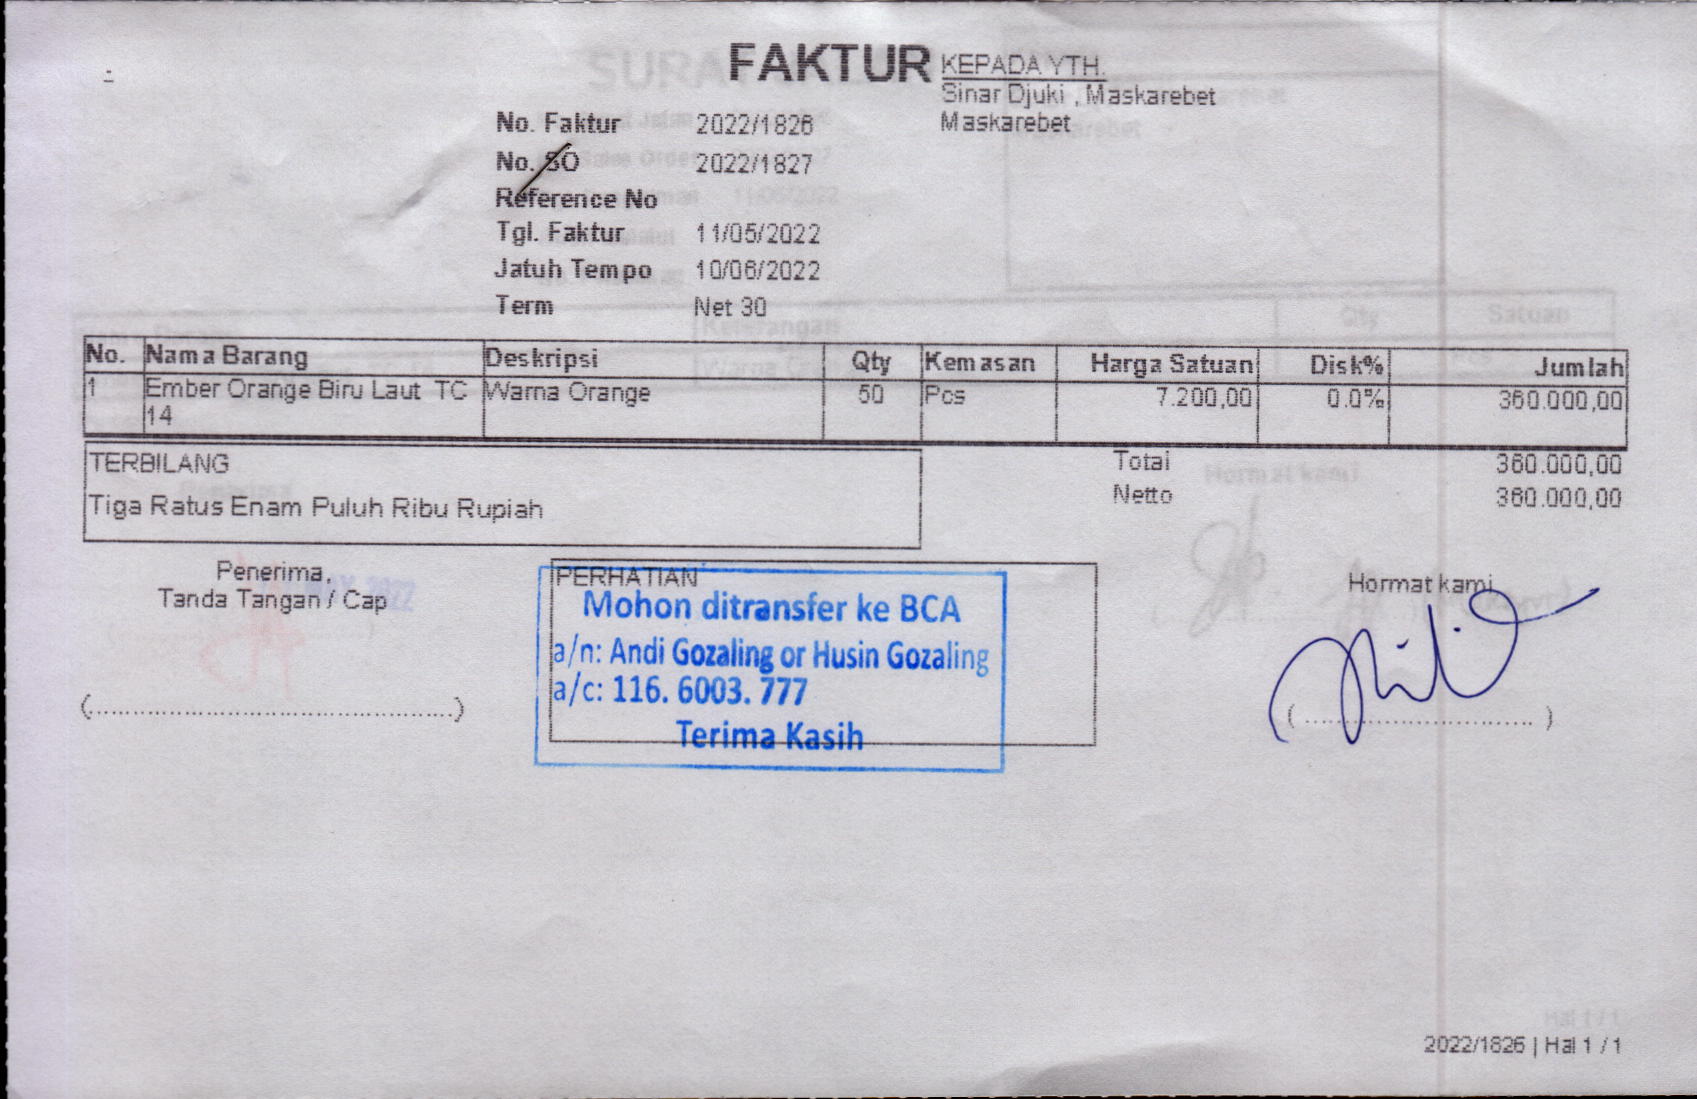 FAKTUR
KEPADA YTH.
Sinar Djuki , Maskarebet
Maskarebet
No. Faktur 2022/1826
No. SO 2022/1827
Reference No
Tgl. Faktur 11/05/2022
Jatuh Tempo 10/06/2022
Term Net 30
No. Nama Barang Deskripsi Qty Kemasan Harga Satuan Disk% Jumlah
1 Ember Orange Biru Laut TC Warna Orange 50 Pcs 7.200,00 0.0% 360.000,00
14
TERBILANG
Tiga Ratus Enam Puluh Ribu Rupiah
Total 360.000,00
Netto 360.000,00
Penerima,
Tanda Tangan / Cap
(................................................)
PERHATIAN
Mohon ditransfer ke BCA
a/n: Andi Gozaling or Husin Gozaling
a/c: 116. 6003. 777
Terima Kasih
Hormat kami
(..............................)
2022/1826 | Hal 1 / 1